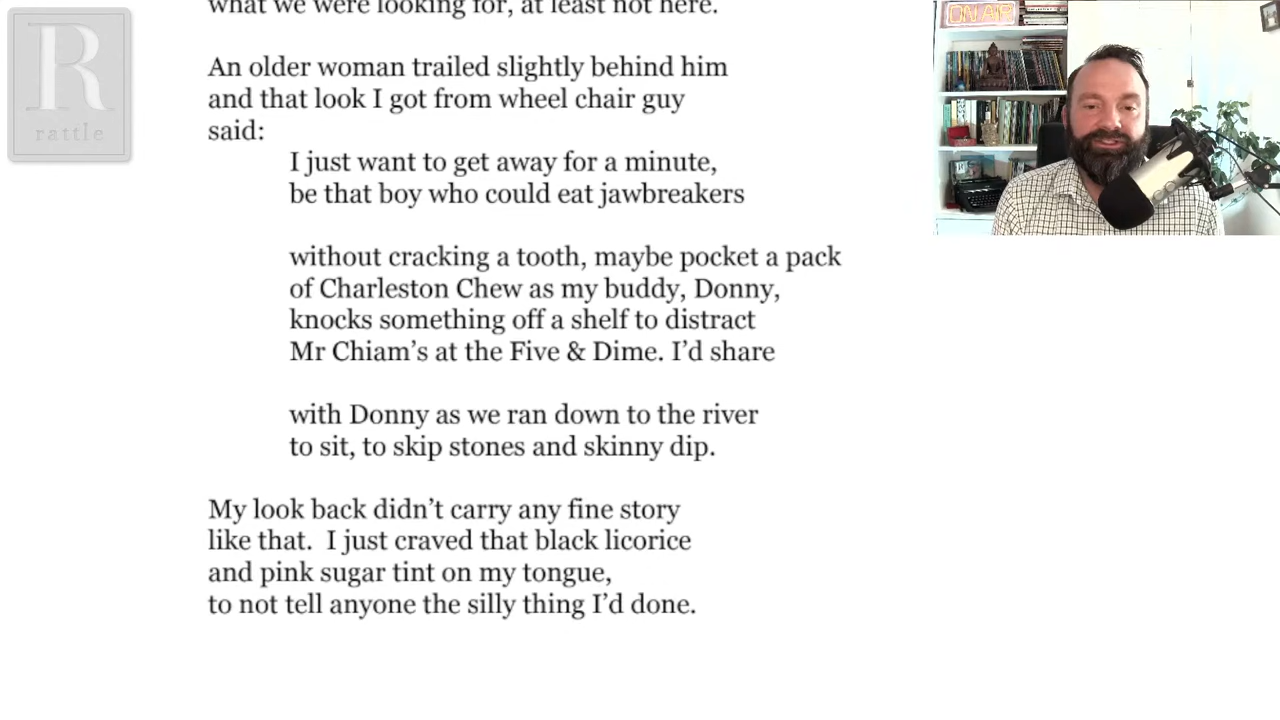 what we were looking for, at least not here.
An older woman trailed slightly behind him
and that look I got from wheel chair guy
said:
I just want to get away for a minute,
be that boy who could eat jawbreakers
without cracking a tooth, maybe pocket a pack
of Charleston Chew as my buddy, Donny,
knocks something off a shelf to distract
Mr Chiam's at the Five & Dime. I'd share
with Donny as we ran down to the river
to sit, to skip stones and skinny dip.
My look back didn't carry any fine story
like that.  I just craved that black licorice
and pink sugar tint on my tongue,
to not tell anyone the silly thing I'd done.
R
rattle
ON AIR